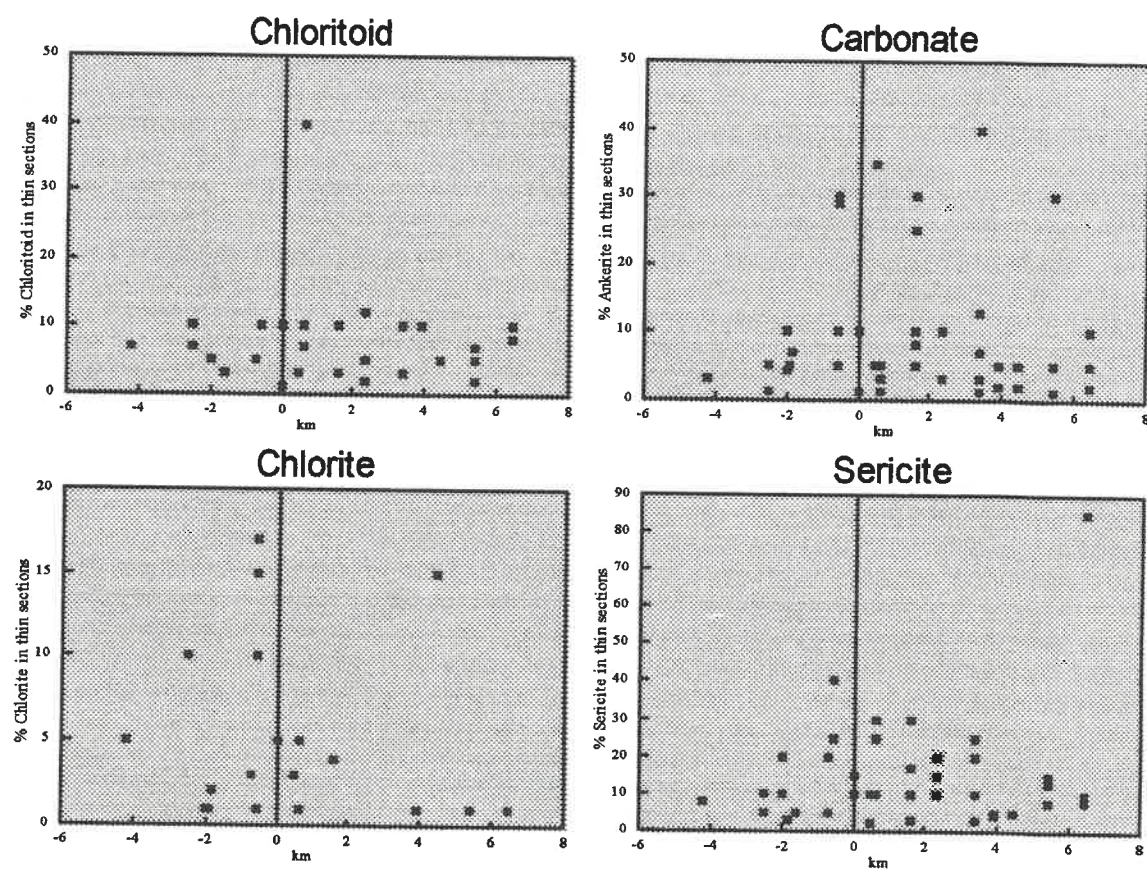 Chloritoid
50
40
30
20
10
0
% Chloritoid in thin sections
-6 -4 -2 0 2 4 6 8
km
Carbonate
50
40
30
20
10
0
% Ankerite in thin sections
-6 -4 -2 0 2 4 6 8
km
Chlorite
20
15
10
5
0
% Chlorite in thin sections
-6 -4 -2 0 2 4 6 8
km
Sericite
90
80
70
60
50
40
30
20
10
0
% Sericite in thin sections
-6 -4 -2 0 2 4 6 8
km